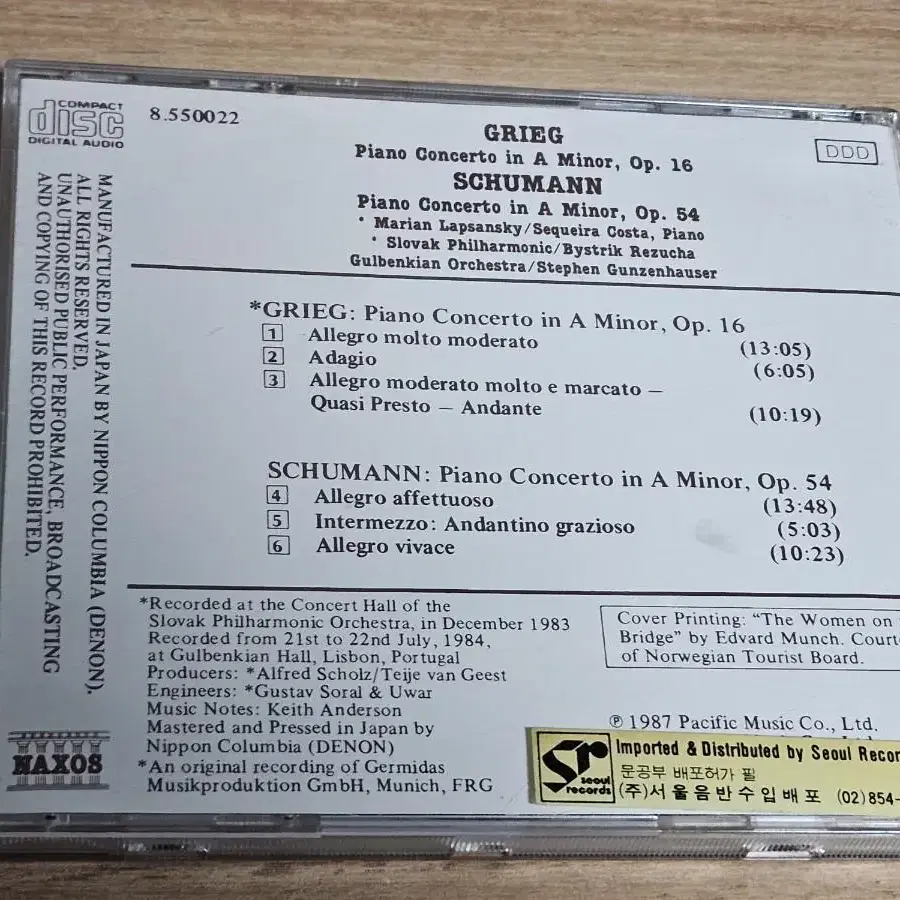 COMPACT
disc
DIGITAL AUDIO
8.550022
DDD
GRIEG
Piano Concerto in A Minor, Op. 16
SCHUMANN
Piano Concerto in A Minor, Op. 54
* Marian Lapsansky/Sequeira Costa, Piano
* Slovak Philharmonic/Bystrik Rezucha
Gulbenkian Orchestra/Stephen Gunzenhauser
MANUFACTURED IN JAPAN BY NIPPON COLUMBIA (DENON).
ALL RIGHTS RESERVED.
UNAUTHORISED PUBLIC PERFORMANCE, BROADCASTING
AND COPYING OF THIS RECORD PROHIBITED.
*GRIEG: Piano Concerto in A Minor, Op. 16
1 Allegro molto moderato (13:05)
2 Adagio (6:05)
3 Allegro moderato molto e marcato –
Quasi Presto – Andante (10:19)
SCHUMANN: Piano Concerto in A Minor, Op. 54
4 Allegro affettuoso (13:48)
5 Intermezzo: Andantino grazioso (5:03)
6 Allegro vivace (10:23)
*Recorded at the Concert Hall of the
Slovak Philharmonic Orchestra, in December 1983
Recorded from 21st to 22nd July, 1984,
at Gulbenkian Hall, Lisbon, Portugal
Producers: *Alfred Scholz/Teije van Geest
Engineers: *Gustav Soral & Uwar
Music Notes: Keith Anderson
Mastered and Pressed in Japan by
Nippon Columbia (DENON)
*An original recording of Germidas
Musikproduktion GmbH, Munich, FRG
Cover Printing: "The Women on
Bridge" by Edvard Munch. Court
of Norwegian Tourist Board.
℗ 1987 Pacific Music Co., Ltd.
NAXOS
Sr
seoul
records
Imported & Distributed by Seoul Recor
문공부 배포허가 필
(주)서울음반수입배포 (02)854-